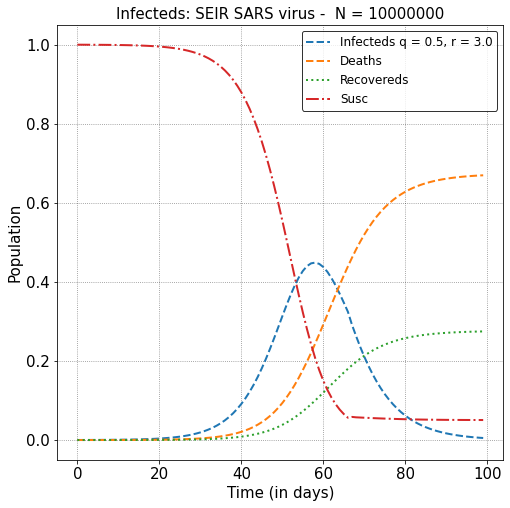 Infecteds: SEIR SARS virus -  N = 10000000
Infecteds q = 0.5, r = 3.0
Deaths
Recovereds
Susc
Population
1.0
0.8
0.6
0.4
0.2
0.0
0 20 40 60 80 100
Time (in days)